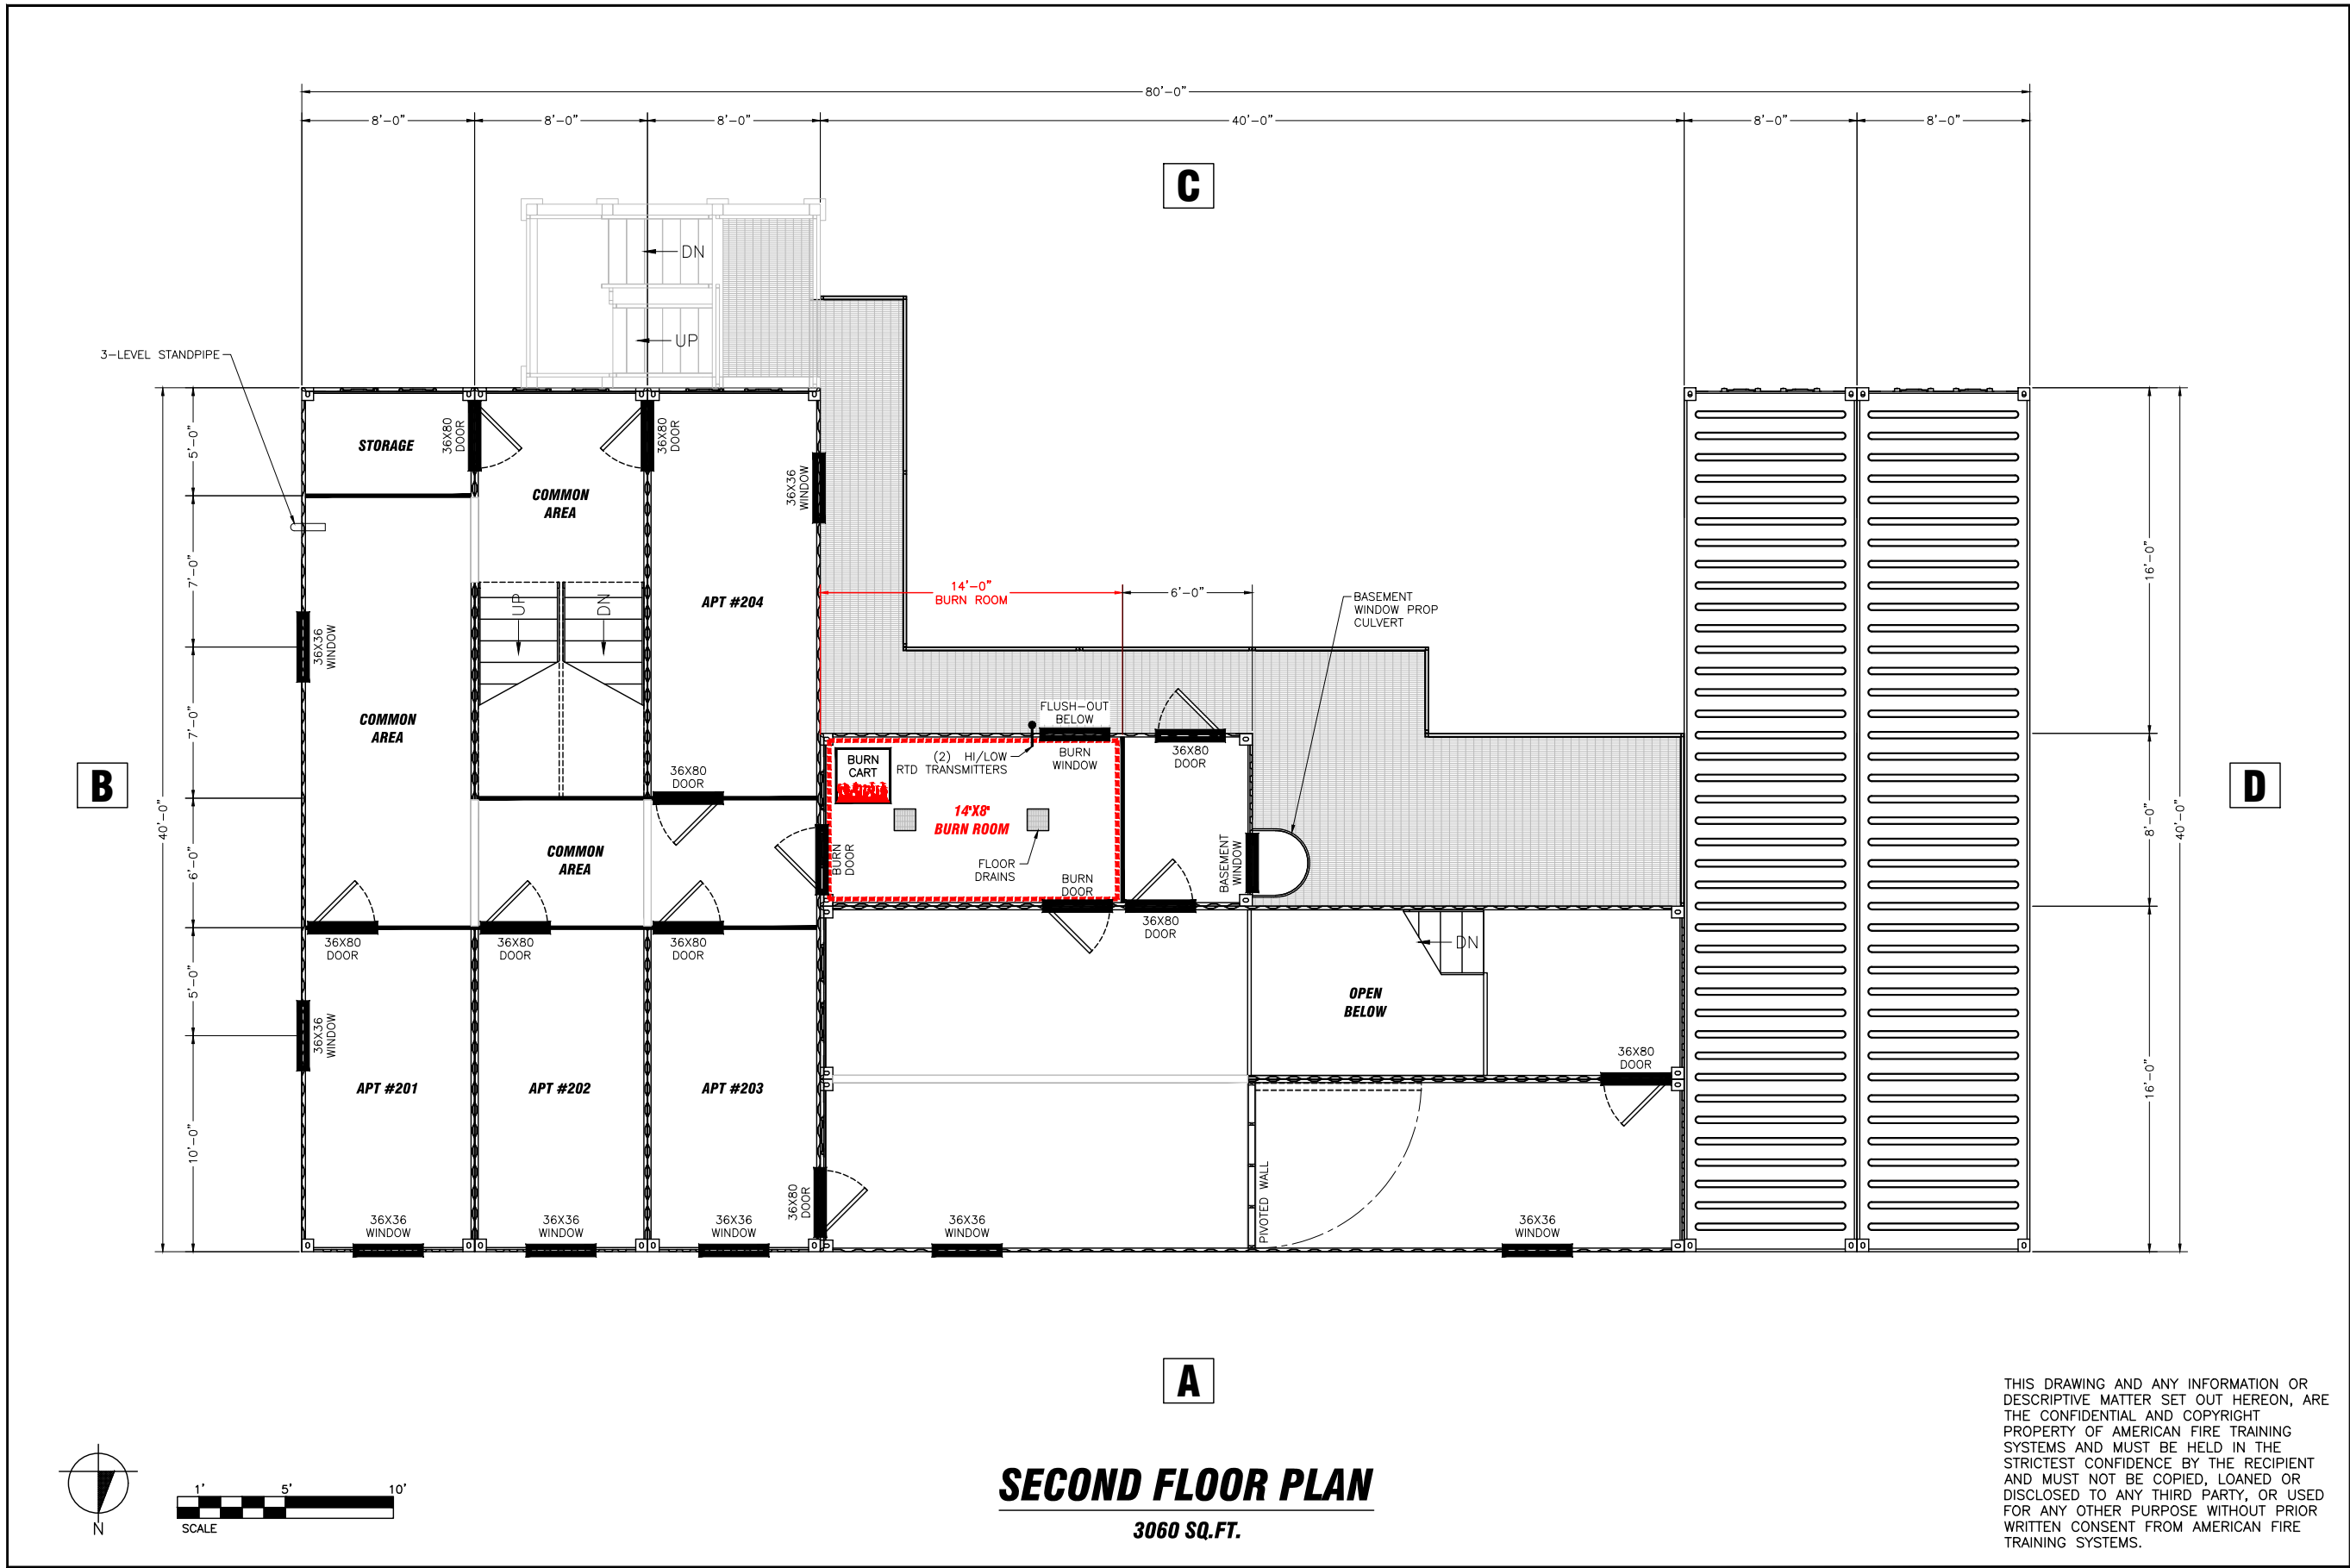 80'-0"
8'-0"
8'-0"
8'-0"
40'-0"
8'-0"
8'-0"
C
DN
UP
3-LEVEL STANDPIPE
5'-0"
7'-0"
7'-0"
6'-0"
5'-0"
10'-0"
40'-0"
B
STORAGE
36X80
DOOR
COMMON
AREA
36X80
DOOR
36X36
WINDOW
APT #204
UP
DN
36X36
WINDOW
COMMON
AREA
36X80
DOOR
COMMON
AREA
14'-0"
BURN ROOM
6'-0"
BASEMENT
WINDOW PROP
CULVERT
FLUSH-OUT
BELOW
BURN
WINDOW
(2) HI/LOW
RTD TRANSMITTERS
36X80
DOOR
BURN
CART
14'X8'
BURN ROOM
BURN
DOOR
FLOOR
DRAINS
BURN
DOOR
BASEMENT
WINDOW
36X80
DOOR
36X80
DOOR
36X80
DOOR
36X80
DOOR
DN
OPEN
BELOW
36X80
DOOR
36X36
WINDOW
APT #201
APT #202
APT #203
36X80
DOOR
PIVOTED WALL
36X36
WINDOW
36X36
WINDOW
36X36
WINDOW
36X36
WINDOW
36X36
WINDOW
16'-0"
8'-0"
16'-0"
40'-0"
D
A
N
1'
5'
10'
SCALE
SECOND FLOOR PLAN
3060 SQ.FT.
THIS DRAWING AND ANY INFORMATION OR
DESCRIPTIVE MATTER SET OUT HEREON, ARE
THE CONFIDENTIAL AND COPYRIGHT
PROPERTY OF AMERICAN FIRE TRAINING
SYSTEMS AND MUST BE HELD IN THE
STRICTEST CONFIDENCE BY THE RECIPIENT
AND MUST NOT BE COPIED, LOANED OR
DISCLOSED TO ANY THIRD PARTY, OR USED
FOR ANY OTHER PURPOSE WITHOUT PRIOR
WRITTEN CONSENT FROM AMERICAN FIRE
TRAINING SYSTEMS.